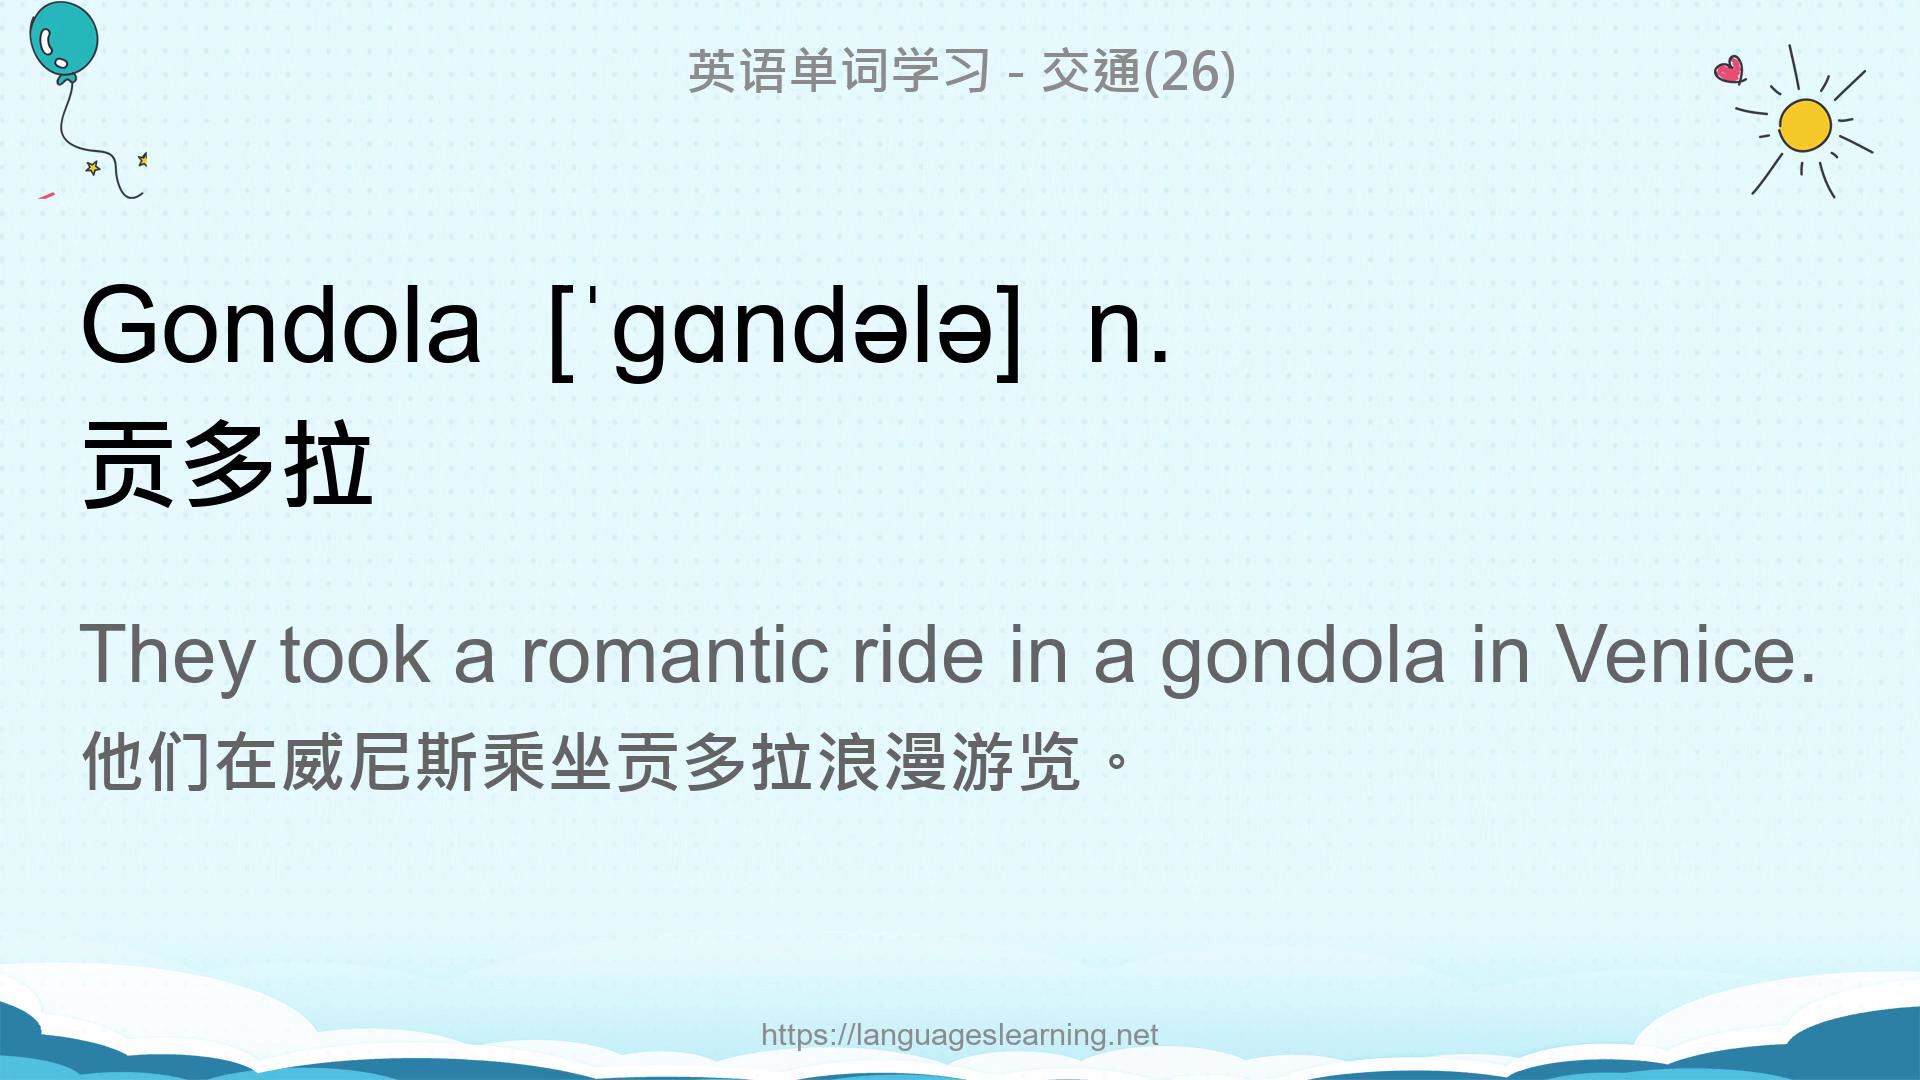 英语单词学习 - 交通(26)
Gondola [ˈgɑndələ] n.
贡多拉
They took a romantic ride in a gondola in Venice.
他们在威尼斯乘坐贡多拉浪漫游览。
https://languageslearning.net